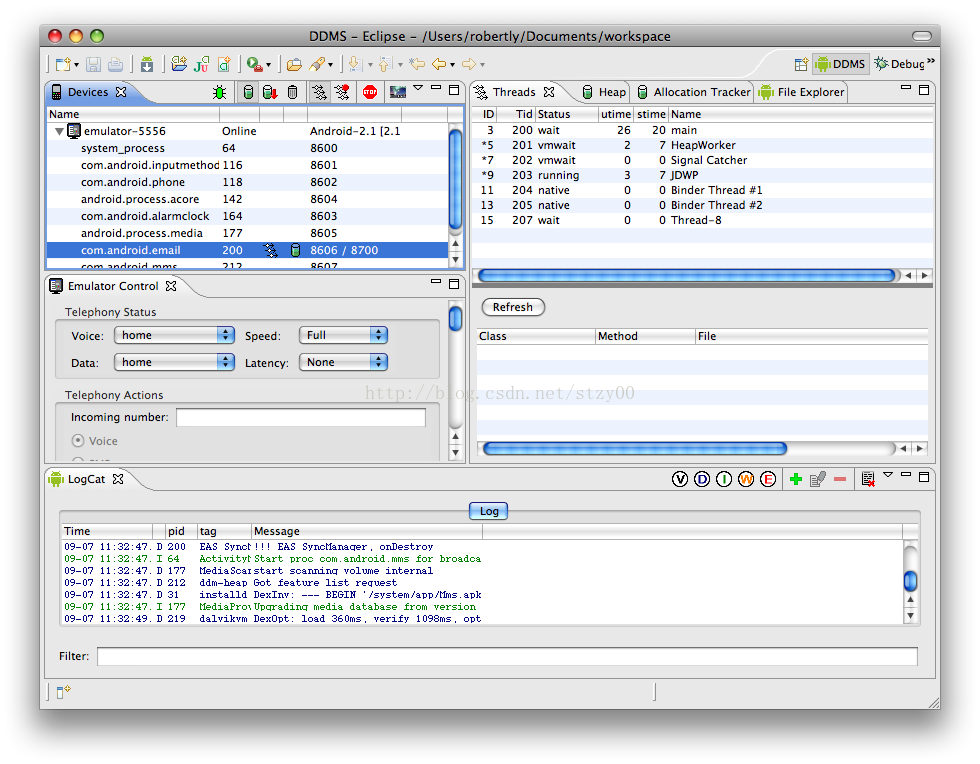 DDMS - Eclipse - /Users/robertly/Documents/workspace
DDMS
Debug
Devices
Name
emulator-5556 Online Android-2.1 [2.1
system_process 64 8600
com.android.inputmethod 116 8601
com.android.phone 118 8602
android.process.acore 142 8604
com.android.alarmclock 164 8603
android.process.media 177 8605
com.android.email 200 8606 / 8700
com.android.mms 212 8607
Threads
Heap
Allocation Tracker
File Explorer
ID Tid Status utime stime Name
3 200 wait 26 20 main
*5 201 vmwait 2 7 HeapWorker
*7 202 vmwait 0 0 Signal Catcher
*9 203 running 3 7 JDWP
11 204 native 0 0 Binder Thread #1
13 205 native 0 0 Binder Thread #2
15 207 wait 0 0 Thread-8
Refresh
Class Method File
Emulator Control
Telephony Status
Voice: home Speed: Full
Data: home Latency: None
Telephony Actions
Incoming number:
Voice
http://blog.csdn.net/stzy00
LogCat
V D I W E
Log
Time pid tag Message
09-07 11:32:47. D 200 EAS SyncM !!! EAS SyncManager, onDestroy
09-07 11:32:47. I 64 ActivityM Start proc com.android.mms for broadca
09-07 11:32:47. D 177 MediaScan start scanning volume internal
09-07 11:32:47. D 212 ddm-heap Got feature list request
09-07 11:32:47. D 31 installd DexInv: --- BEGIN '/system/app/Mms.apk
09-07 11:32:47. I 177 MediaProv Upgrading media database from version
09-07 11:32:49. D 219 dalvikvm DexOpt: load 360ms, verify 1098ms, opt
Filter: